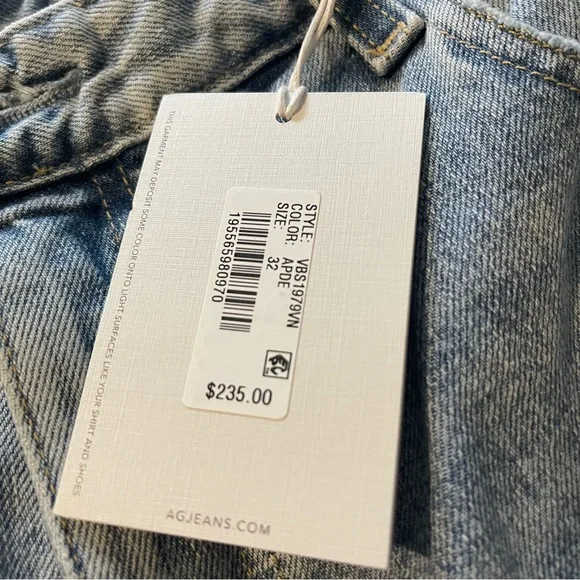 THIS GARMENT MAY DEPOSIT SOME COLOR ONTO LIGHT SURFACES LIKE YOUR SHIRT AND SHOES
STYLE: VBS1979VN
COLOR: APDE
SIZE: 32
195565980970
$235.00
AGJEANS.COM